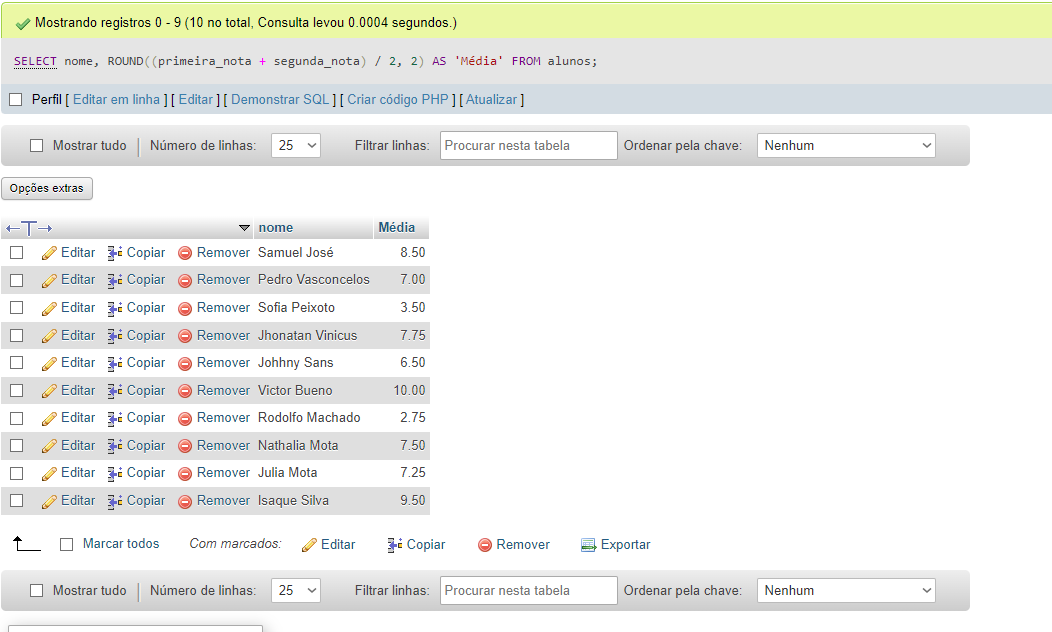 Mostrando registros 0 - 9 (10 no total, Consulta levou 0.0004 segundos.)
SELECT nome, ROUND((primeira_nota + segunda_nota) / 2, 2) AS 'Média' FROM alunos;
Perfil [ Editar em linha ] [ Editar ] [ Demonstrar SQL ] [ Criar código PHP ] [ Atualizar ]
Mostrar tudo | Número de linhas: 25 Filtrar linhas: Procurar nesta tabela Ordenar pela chave: Nenhum
Opções extras
←T→ nome Média
Editar Copiar Remover Samuel José 8.50
Editar Copiar Remover Pedro Vasconcelos 7.00
Editar Copiar Remover Sofia Peixoto 3.50
Editar Copiar Remover Jhonatan Vinicus 7.75
Editar Copiar Remover Johhny Sans 6.50
Editar Copiar Remover Victor Bueno 10.00
Editar Copiar Remover Rodolfo Machado 2.75
Editar Copiar Remover Nathalia Mota 7.50
Editar Copiar Remover Julia Mota 7.25
Editar Copiar Remover Isaque Silva 9.50
Marcar todos Com marcados: Editar Copiar Remover Exportar
Mostrar tudo | Número de linhas: 25 Filtrar linhas: Procurar nesta tabela Ordenar pela chave: Nenhum